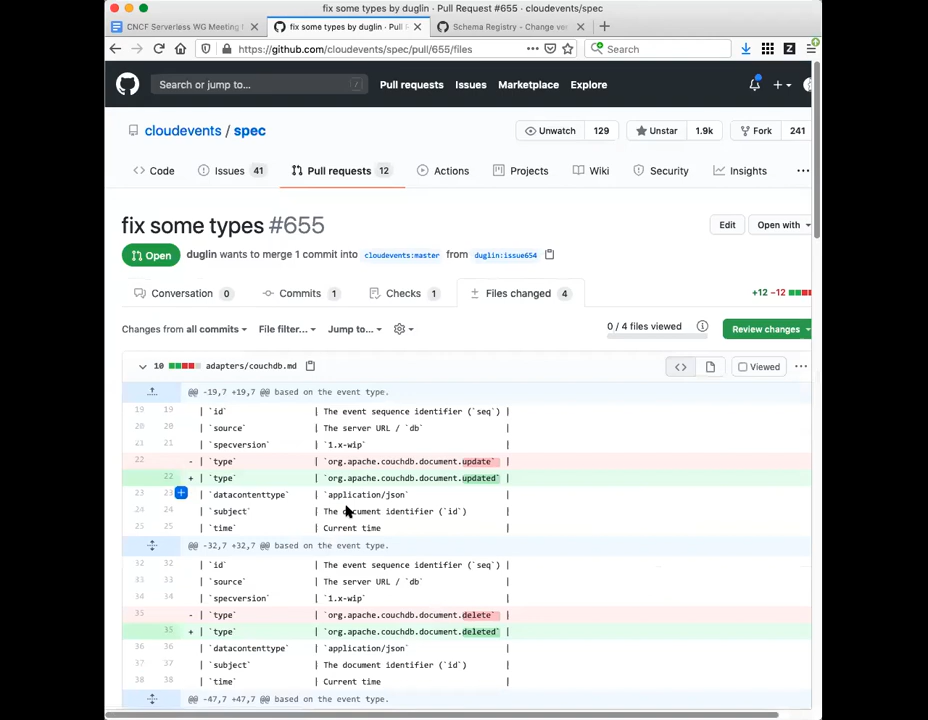 fix some types by duglin · Pull Request #655 · cloudevents/spec
CNCF Serverless WG Meeting
fix some types by duglin · Pull R
Schema Registry - Change ver
https://github.com/cloudevents/spec/pull/655/files
Search
Search or jump to...
/
Pull requests
Issues
Marketplace
Explore
cloudevents / spec
Unwatch 129
Unstar 1.9k
Fork 241
Code
Issues 41
Pull requests 12
Actions
Projects
Wiki
Security
Insights
fix some types #655
Edit
Open with
Open
duglin wants to merge 1 commit into cloudevents:master from duglin:issue654
Conversation 0
Commits 1
Checks 1
Files changed 4
+12 −12
Changes from all commits
File filter...
Jump to...
0 / 4 files viewed
Review changes
10 adapters/couchdb.md
Viewed
@@ -19,7 +19,7 @@ based on the event type.
19 19 | `id` | The event sequence identifier (`seq`) |
20 20 | `source` | The server URL / `db` |
21 21 | `specversion` | `1.x-wip` |
22 - | `type` | `org.apache.couchdb.document.update` |
22 + | `type` | `org.apache.couchdb.document.updated` |
23 23 | `datacontenttype` | `application/json` |
24 24 | `subject` | The document identifier (`id`) |
25 25 | `time` | Current time |
@@ -32,7 +32,7 @@ based on the event type.
32 32 | `id` | The event sequence identifier (`seq`) |
33 33 | `source` | The server URL / `db` |
34 34 | `specversion` | `1.x-wip` |
35 - | `type` | `org.apache.couchdb.document.delete` |
35 + | `type` | `org.apache.couchdb.document.deleted` |
36 36 | `datacontenttype` | `application/json` |
37 37 | `subject` | The document identifier (`id`) |
38 38 | `time` | Current time |
@@ -47,7 +47,7 @@ based on the event type.